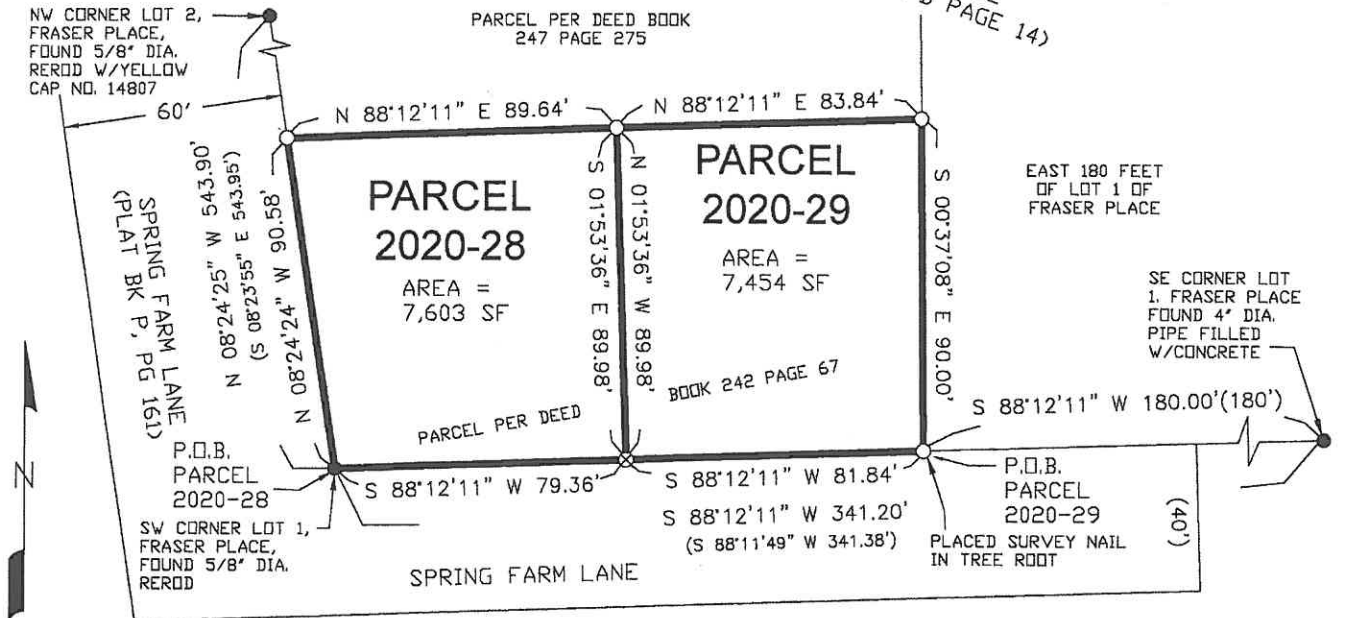 NW CORNER LOT 2,
FRASER PLACE,
FOUND 5/8" DIA.
REROD W/YELLOW
CAP NO. 14807
PARCEL PER DEED BOOK
247 PAGE 275
PAGE 14)
60'
N 88°12'11" E 89.64'
N 88°12'11" E 83.84'
SPRING FARM LANE
(PLAT BK P, PG 161)
N 08°24'25" W 543.90'
(S 08°23'55" E 543.95')
N 08°24'24" W 90.58'
PARCEL
2020-28
AREA =
7,603 SF
S 01°53'36" E 89.98'
N 01°53'36" W 89.98'
PARCEL
2020-29
AREA =
7,454 SF
S 00°37'08" E 90.00'
EAST 180 FEET
OF LOT 1 OF
FRASER PLACE
SE CORNER LOT
1, FRASER PLACE
FOUND 4" DIA.
PIPE FILLED
W/CONCRETE
PARCEL PER DEED
BOOK 242 PAGE 67
S 88°12'11" W 180.00'(180')
N
P.O.B.
PARCEL
2020-28
S 88°12'11" W 79.36'
S 88°12'11" W 81.84'
S 88°12'11" W 341.20'
(S 88°11'49" W 341.38')
P.O.B.
PARCEL
2020-29
PLACED SURVEY NAIL
IN TREE ROOT
(40')
SW CORNER LOT 1,
FRASER PLACE,
FOUND 5/8" DIA.
REROD
SPRING FARM LANE